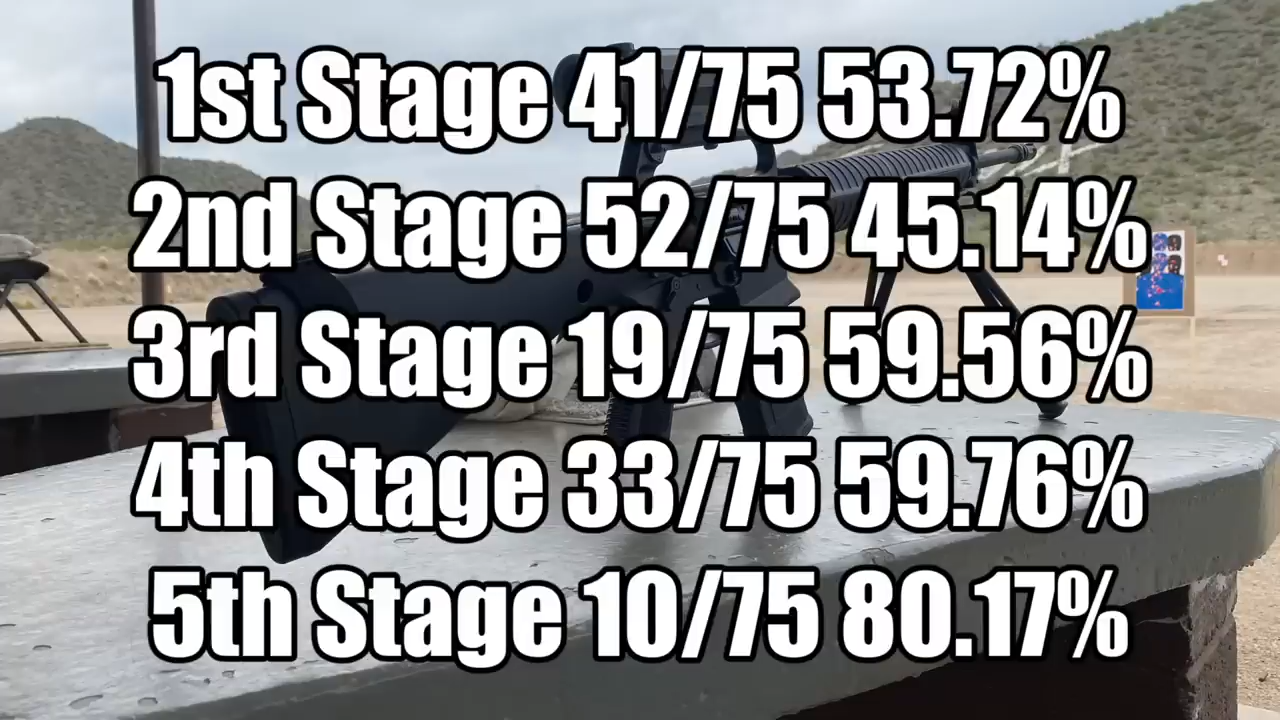 1st Stage 41/75 53.72%
2nd Stage 52/75 45.14%
3rd Stage 19/75 59.56%
4th Stage 33/75 59.76%
5th Stage 10/75 80.17%